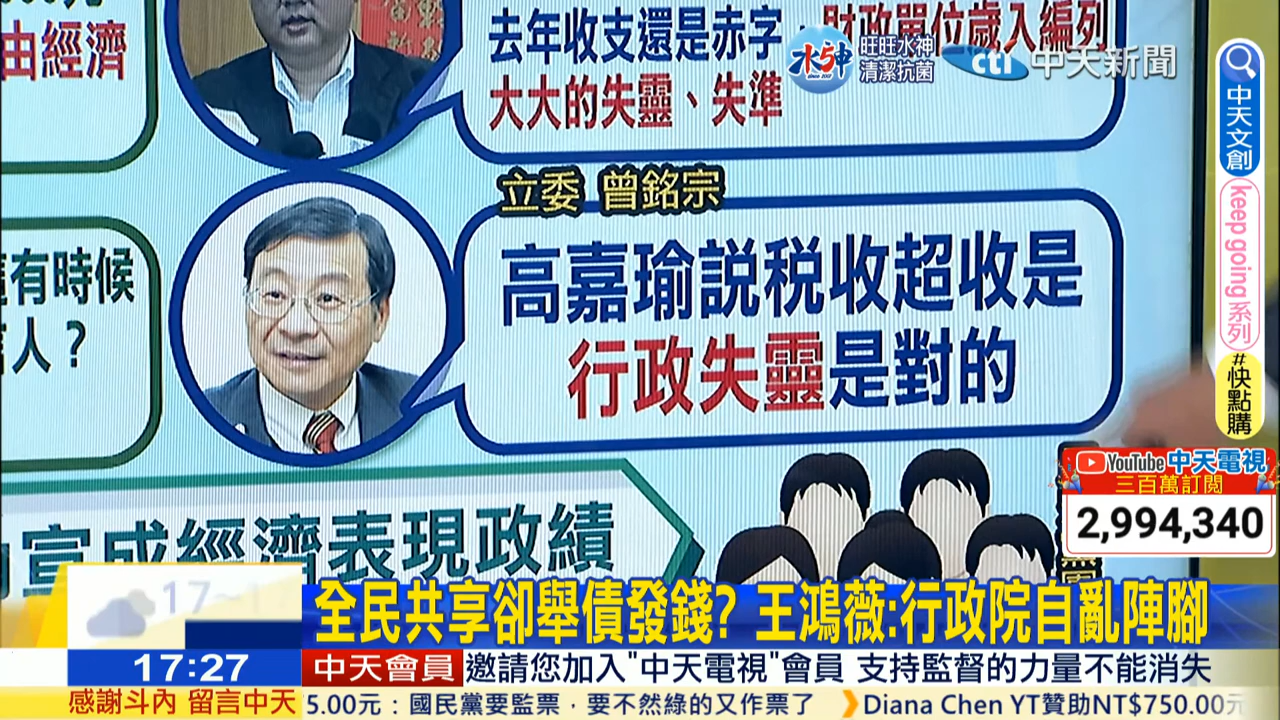 由經濟
去年收支還是赤字，財政單位歲入編列
大大的失靈、失準
水神
since 2007
旺旺水神
清潔抗菌
cti 中天新聞
中天文創
keep going系列
#快點購
立委 曾銘宗
高嘉瑜説税收超收是
行政失靈是對的
有時候
人？
宣成經濟表現政績
YouTube 中天電視
三百萬訂閱
2,994,340
全民共享卻舉債發錢? 王鴻薇:行政院自亂陣腳
17:27
中天會員 邀請您加入"中天電視"會員 支持監督的力量不能消失
感謝斗內 留言中天 5.00元：國民黨要監票，要不然綠的又作票了 Diana Chen YT贊助NT$750.00元